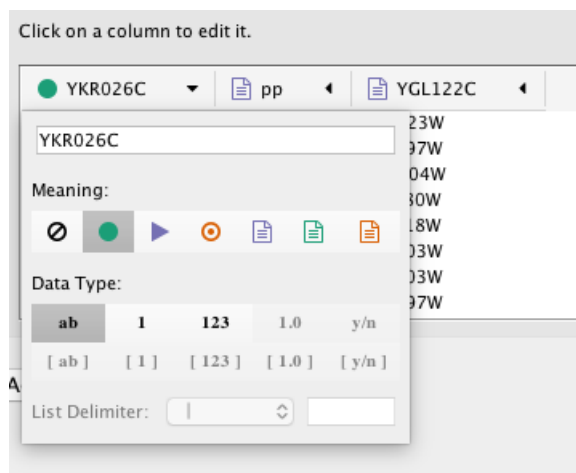 Click on a column to edit it.
YKR026C pp YGL122C
YKR026C
23W
97W
04W
30W
18W
03W
03W
97W
Meaning:
Data Type:
ab 1 123 1.0 y/n
[ ab ] [ 1 ] [ 123 ] [ 1.0 ] [ y/n ]
A
List Delimiter: |